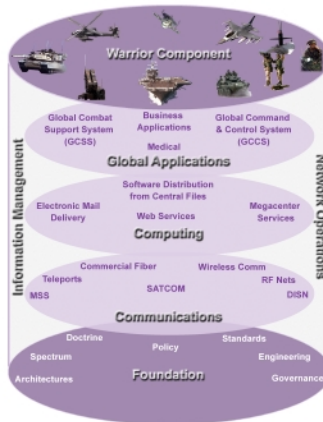 Warrior Component
Global Combat
Support System
(GCSS)
Business
Applications
Medical
Global Command
& Control System
(GCCS)
Global Applications
Software Distribution
from Central Files
Electronic Mail
Delivery
Web Services
Megacenter
Services
Computing
Commercial Fiber
Wireless Comm
Teleports
RF Nets
MSS
SATCOM
DISN
Communications
Doctrine
Standards
Policy
Spectrum
Engineering
Architectures
Governance
Foundation
Information Management
Network Operations